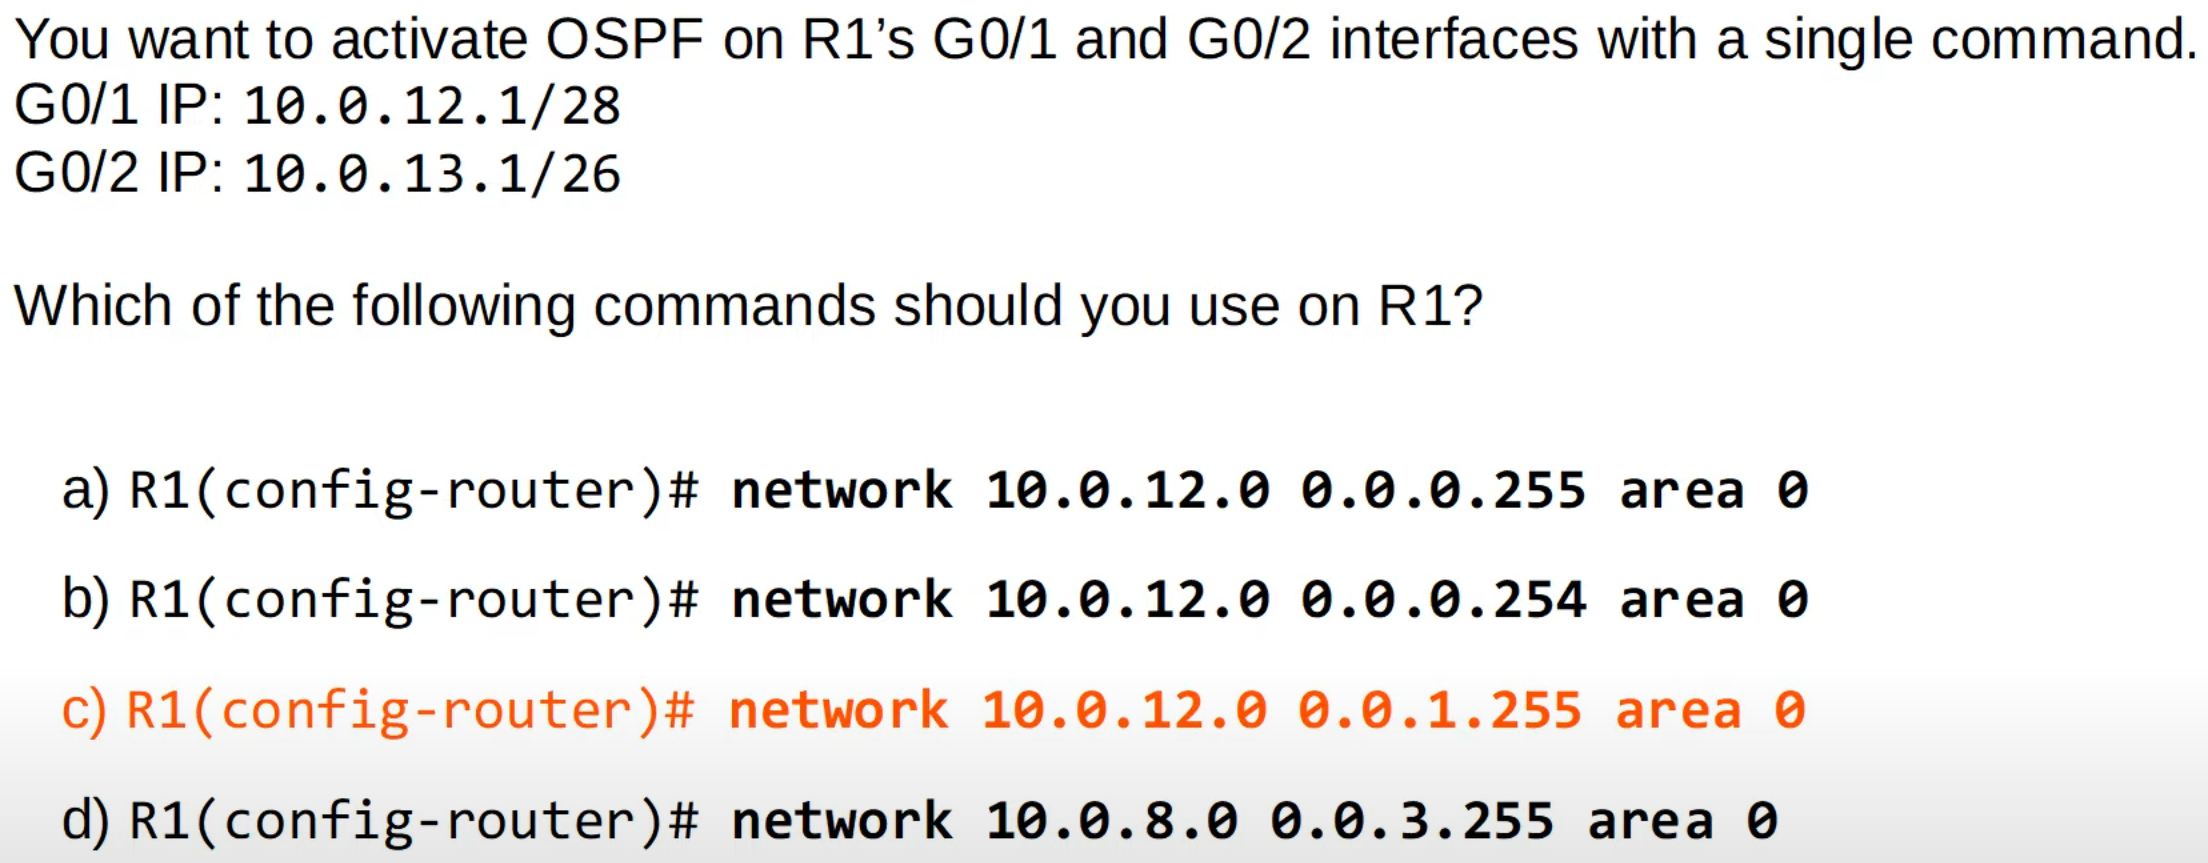 You want to activate OSPF on R1’s G0/1 and G0/2 interfaces with a single command.
G0/1 IP: 10.0.12.1/28
G0/2 IP: 10.0.13.1/26
Which of the following commands should you use on R1?
a) R1(config-router)# network 10.0.12.0 0.0.0.255 area 0
b) R1(config-router)# network 10.0.12.0 0.0.0.254 area 0
c) R1(config-router)# network 10.0.12.0 0.0.1.255 area 0
d) R1(config-router)# network 10.0.8.0 0.0.3.255 area 0